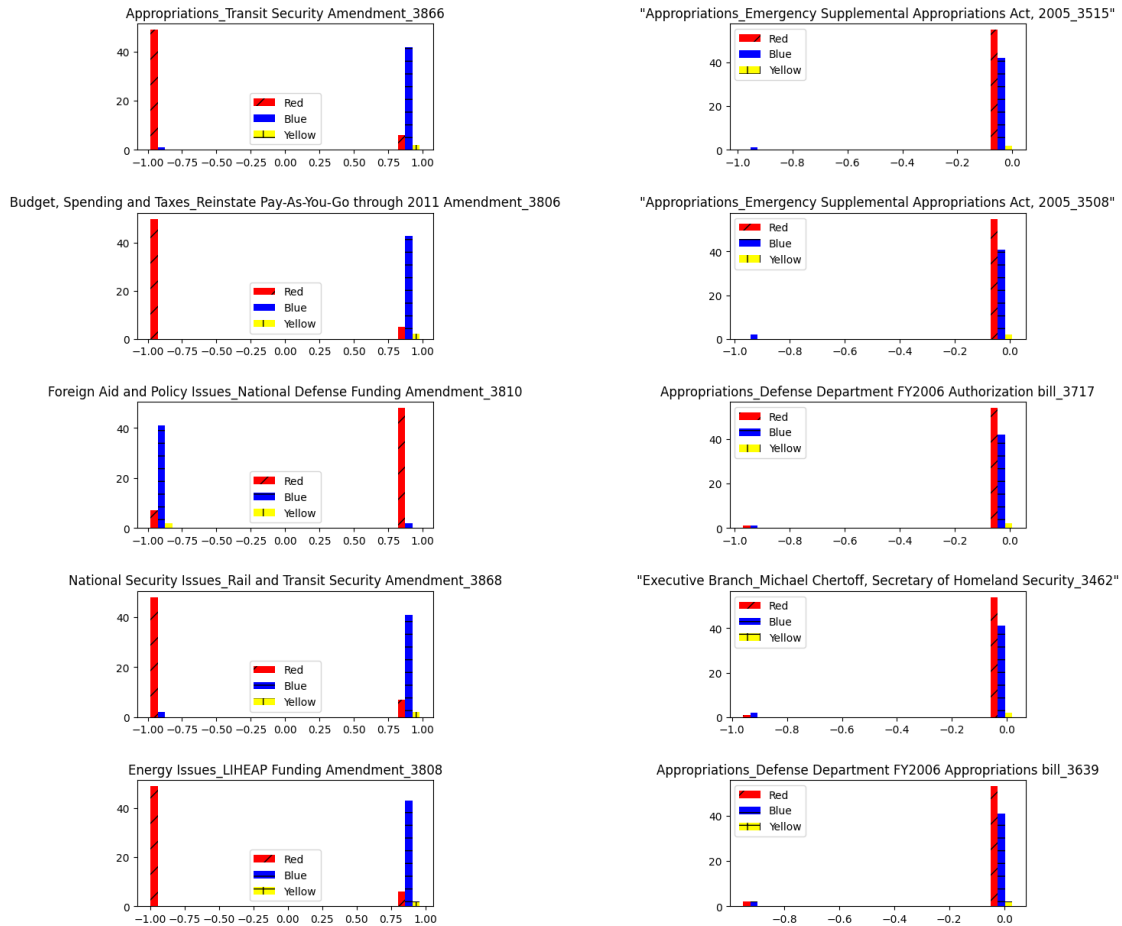 Appropriations_Transit Security Amendment_3866
40
20
0
Red
Blue
Yellow
−1.00 −0.75 −0.50 −0.25 0.00 0.25 0.50 0.75 1.00
"Appropriations_Emergency Supplemental Appropriations Act, 2005_3515"
40
20
0
Red
Blue
Yellow
−1.0 −0.8 −0.6 −0.4 −0.2 0.0
Budget, Spending and Taxes_Reinstate Pay-As-You-Go through 2011 Amendment_3806
40
20
0
Red
Blue
Yellow
−1.00 −0.75 −0.50 −0.25 0.00 0.25 0.50 0.75 1.00
"Appropriations_Emergency Supplemental Appropriations Act, 2005_3508"
40
20
0
Red
Blue
Yellow
−1.0 −0.8 −0.6 −0.4 −0.2 0.0
Foreign Aid and Policy Issues_National Defense Funding Amendment_3810
40
20
0
Red
Blue
Yellow
−1.00 −0.75 −0.50 −0.25 0.00 0.25 0.50 0.75 1.00
Appropriations_Defense Department FY2006 Authorization bill_3717
40
20
0
Red
Blue
Yellow
−1.0 −0.8 −0.6 −0.4 −0.2 0.0
National Security Issues_Rail and Transit Security Amendment_3868
40
20
0
Red
Blue
Yellow
−1.00 −0.75 −0.50 −0.25 0.00 0.25 0.50 0.75 1.00
"Executive Branch_Michael Chertoff, Secretary of Homeland Security_3462"
40
20
0
Red
Blue
Yellow
−1.0 −0.8 −0.6 −0.4 −0.2 0.0
Energy Issues_LIHEAP Funding Amendment_3808
40
20
0
Red
Blue
Yellow
−1.00 −0.75 −0.50 −0.25 0.00 0.25 0.50 0.75 1.00
Appropriations_Defense Department FY2006 Appropriations bill_3639
40
20
0
Red
Blue
Yellow
−0.8 −0.6 −0.4 −0.2 0.0